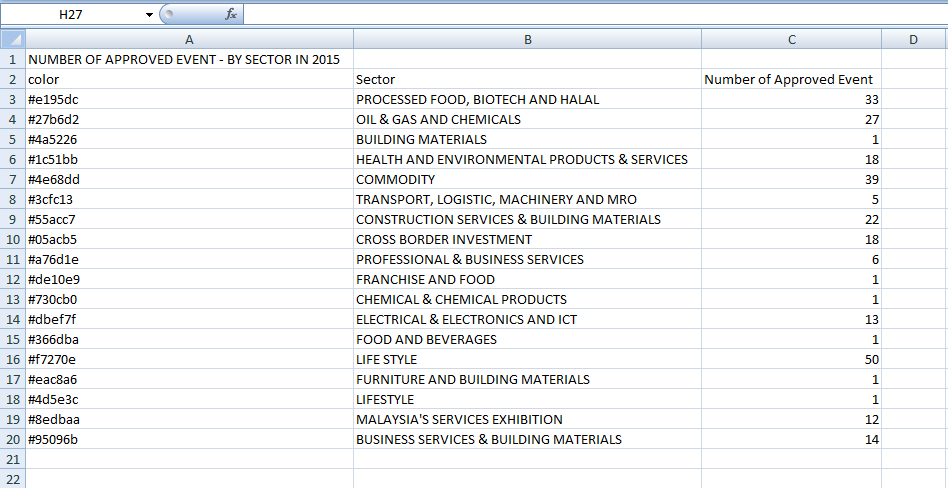 H27 fx
A B C D
1 NUMBER OF APPROVED EVENT - BY SECTOR IN 2015
2 color Sector Number of Approved Event
3 #e195dc PROCESSED FOOD, BIOTECH AND HALAL 33
4 #27b6d2 OIL & GAS AND CHEMICALS 27
5 #4a5226 BUILDING MATERIALS 1
6 #1c51bb HEALTH AND ENVIRONMENTAL PRODUCTS & SERVICES 18
7 #4e68dd COMMODITY 39
8 #3cfc13 TRANSPORT, LOGISTIC, MACHINERY AND MRO 5
9 #55acc7 CONSTRUCTION SERVICES & BUILDING MATERIALS 22
10 #05acb5 CROSS BORDER INVESTMENT 18
11 #a76d1e PROFESSIONAL & BUSINESS SERVICES 6
12 #de10e9 FRANCHISE AND FOOD 1
13 #730cb0 CHEMICAL & CHEMICAL PRODUCTS 1
14 #dbef7f ELECTRICAL & ELECTRONICS AND ICT 13
15 #366dba FOOD AND BEVERAGES 1
16 #f7270e LIFE STYLE 50
17 #eac8a6 FURNITURE AND BUILDING MATERIALS 1
18 #4d5e3c LIFESTYLE 1
19 #8edbaa MALAYSIA'S SERVICES EXHIBITION 12
20 #95096b BUSINESS SERVICES & BUILDING MATERIALS 14
21
22